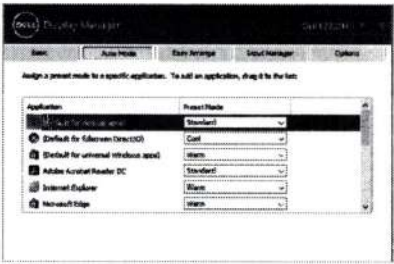 DELL Display Manager
Auto Mode Easy Arrange Input Manager Options
Assign a preset mode to a specific application. To add an application, drag it to the list:
Application Preset Mode
Standard
(Default for fullscreen Direct3D) Cool
(Default for universal Windows apps) Warm
Adobe Acrobat Reader DC Standard
Internet Explorer Warm
Microsoft Edge Warm